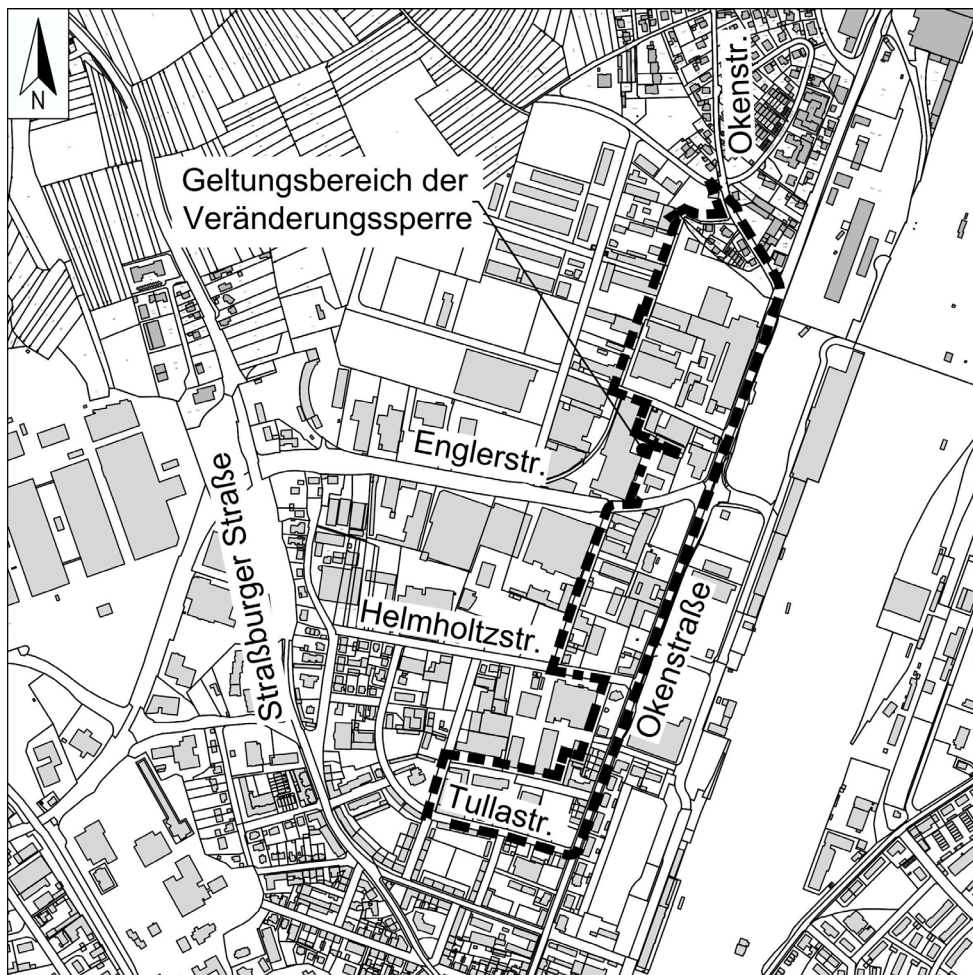 N
Okenstr.
Geltungsbereich der
Veränderungssperre
Englerstr.
Straßburger Straße
Helmholtzstr.
Okenstraße
Tullastr.